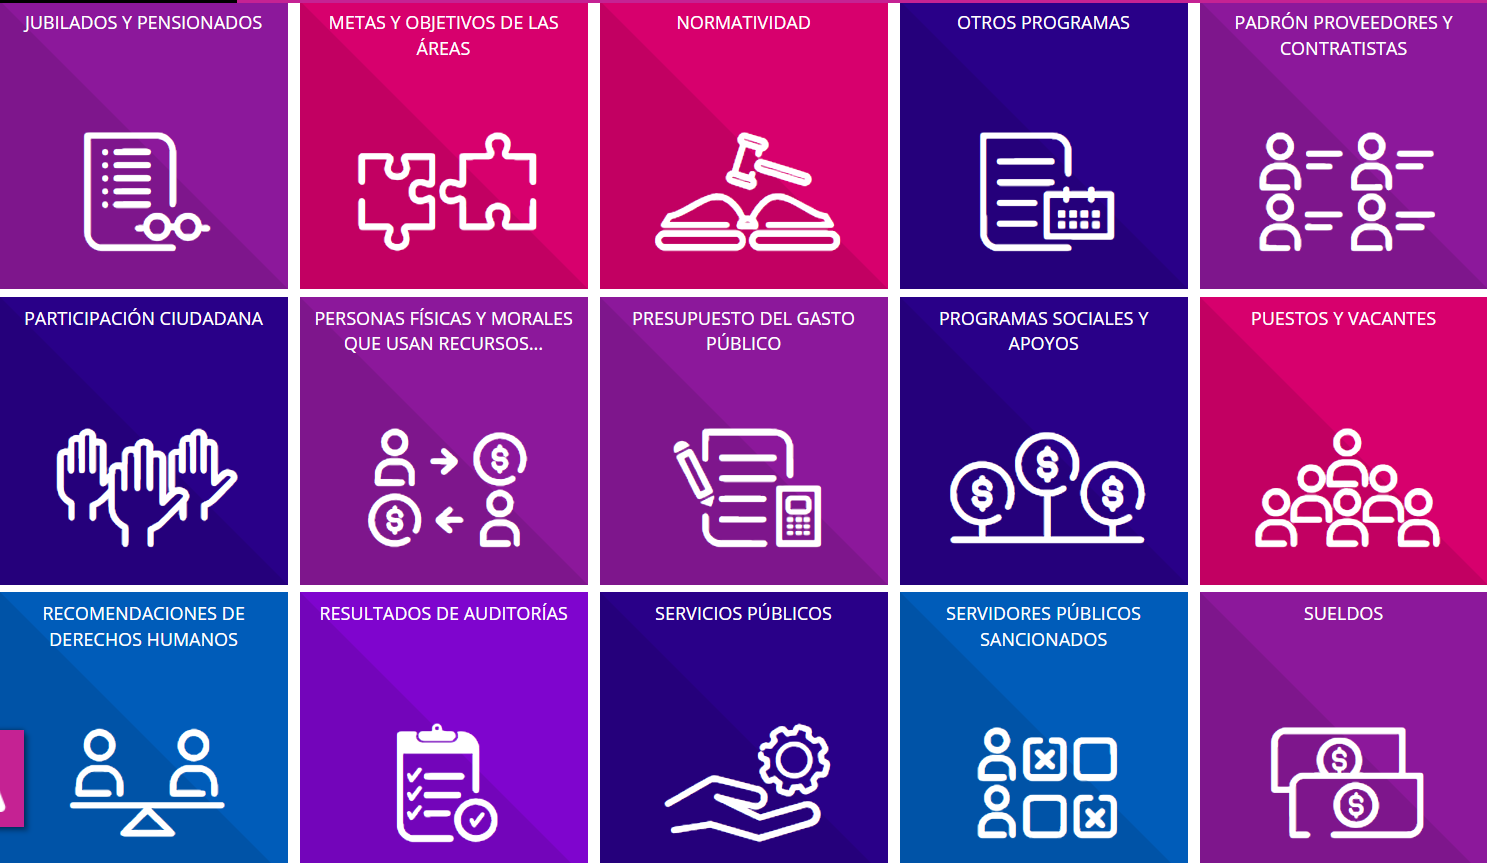 JUBILADOS Y PENSIONADOS
METAS Y OBJETIVOS DE LAS
ÁREAS
NORMATIVIDAD
OTROS PROGRAMAS
PADRÓN PROVEEDORES Y
CONTRATISTAS
PARTICIPACIÓN CIUDADANA
PERSONAS FÍSICAS Y MORALES
QUE USAN RECURSOS...
PRESUPUESTO DEL GASTO
PÚBLICO
PROGRAMAS SOCIALES Y
APOYOS
PUESTOS Y VACANTES
RECOMENDACIONES DE
DERECHOS HUMANOS
RESULTADOS DE AUDITORÍAS
SERVICIOS PÚBLICOS
SERVIDORES PÚBLICOS
SANCIONADOS
SUELDOS